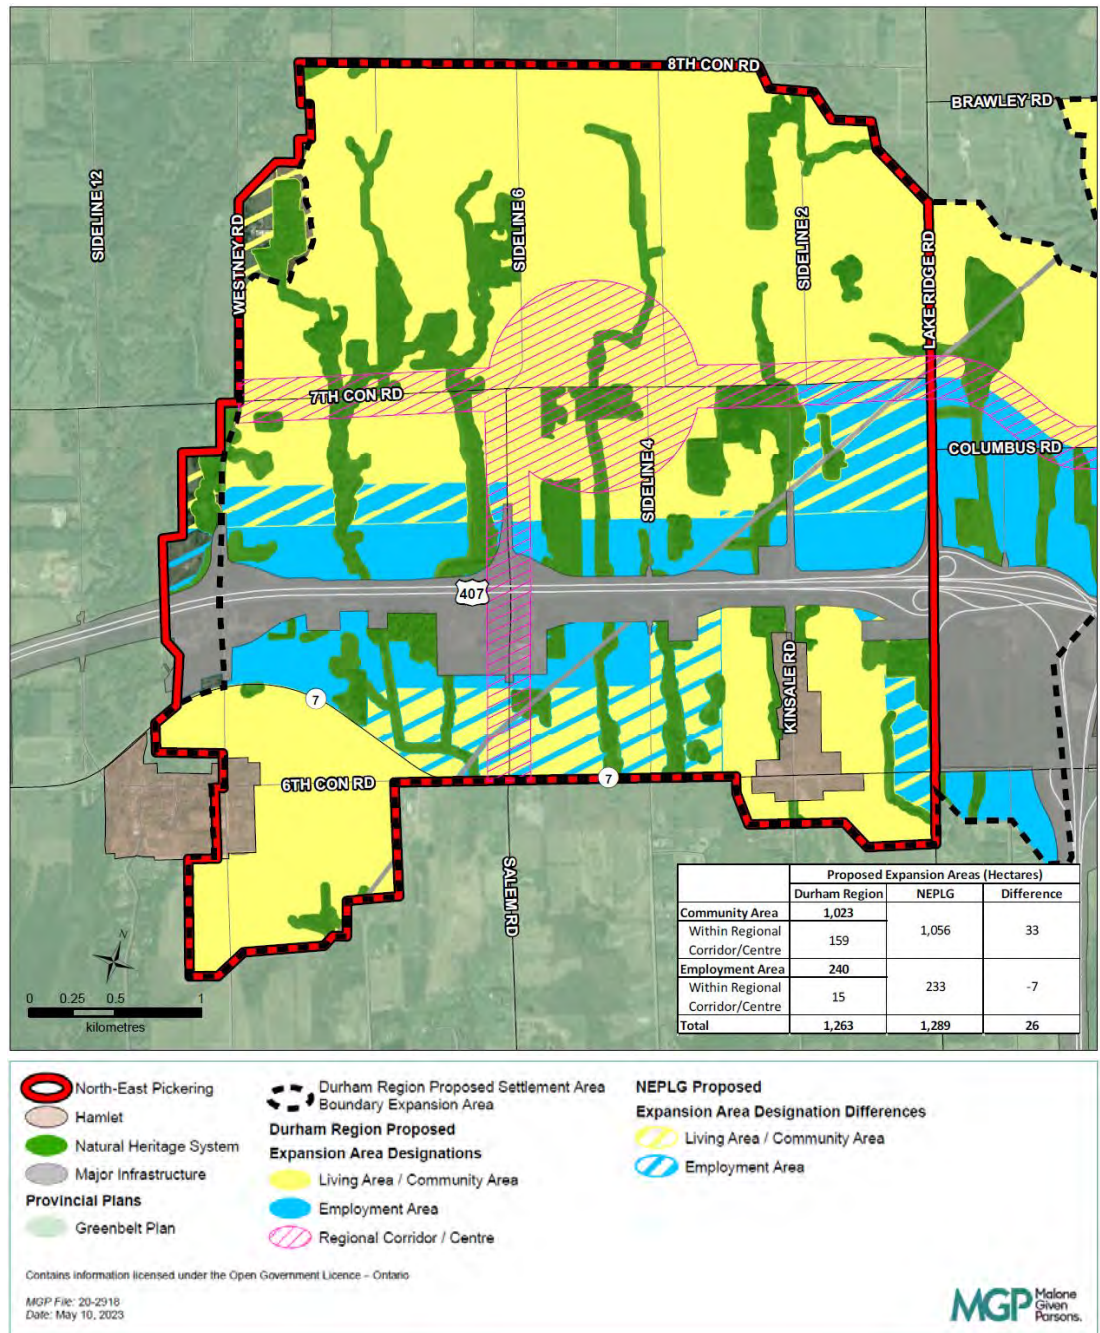 8TH CON RD
BRAWLEY RD
SIDELINE 12
WESTNEY RD
SIDELINE 6
SIDELINE 2
LAKE RIDGE RD
7TH CON RD
SIDELINE 4
COLUMBUS RD
407
KINSALE RD
7
6TH CON RD
7
SALEM RD
N
0 0.25 0.5 1
kilometres
Proposed Expansion Areas (Hectares)
Durham Region NEPLG Difference
Community Area 1,023
Within Regional Corridor/Centre 159 1,056 33
Employment Area 240
Within Regional Corridor/Centre 15 233 -7
Total 1,263 1,289 26
North-East Pickering
Hamlet
Natural Heritage System
Major Infrastructure
Provincial Plans
Greenbelt Plan
Durham Region Proposed Settlement Area
Boundary Expansion Area
Durham Region Proposed
Expansion Area Designations
Living Area / Community Area
Employment Area
Regional Corridor / Centre
NEPLG Proposed
Expansion Area Designation Differences
Living Area / Community Area
Employment Area
Contains information licensed under the Open Government Licence – Ontario
MGP File: 20-2918
Date: May 10, 2023
MGP Malone
Given
Parsons.